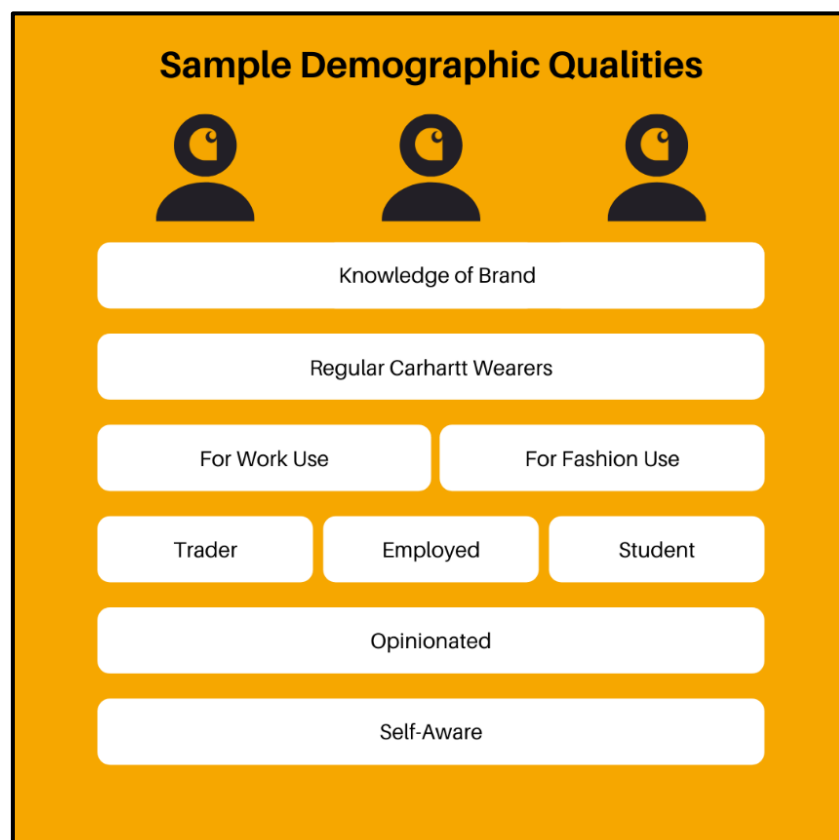 Sample Demographic Qualities
Knowledge of Brand
Regular Carhartt Wearers
For Work Use
For Fashion Use
Trader
Employed
Student
Opinionated
Self-Aware